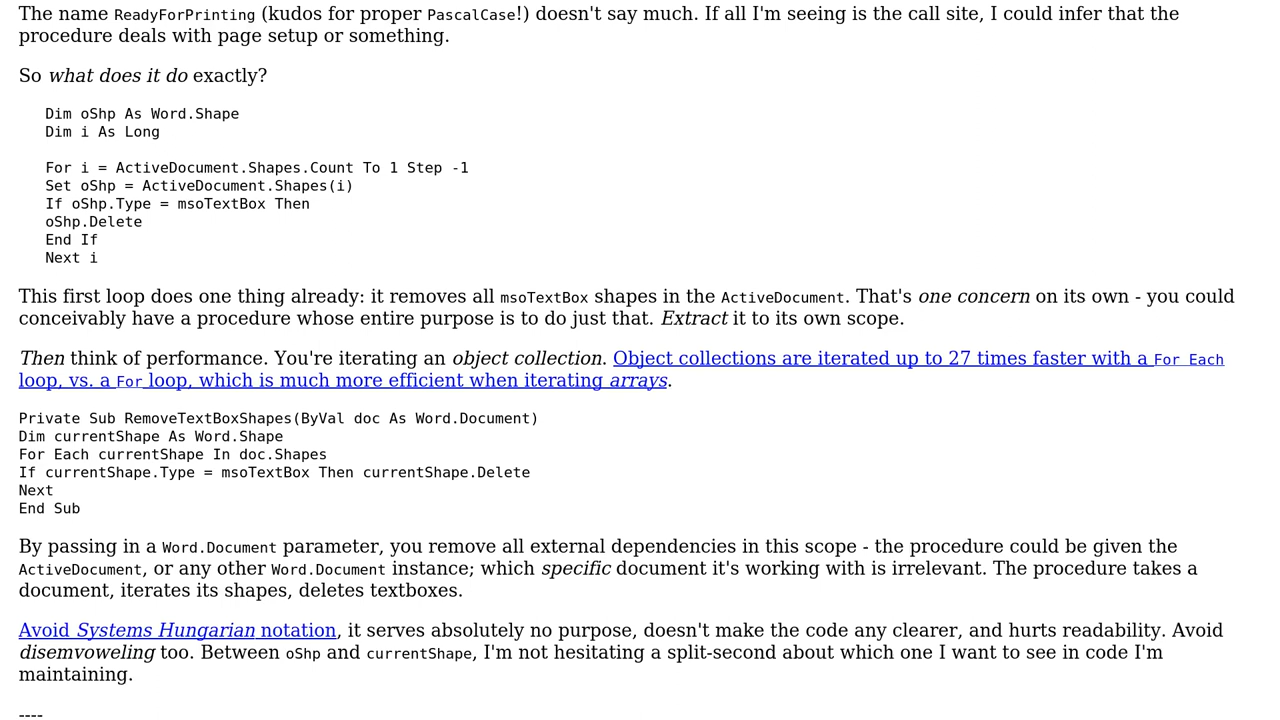 The name ReadyForPrinting (kudos for proper PascalCase!) doesn't say much. If all I'm seeing is the call site, I could infer that the
procedure deals with page setup or something.
So what does it do exactly?
Dim oShp As Word.Shape
Dim i As Long
For i = ActiveDocument.Shapes.Count To 1 Step -1
Set oShp = ActiveDocument.Shapes(i)
If oShp.Type = msoTextBox Then
oShp.Delete
End If
Next i
This first loop does one thing already: it removes all msoTextBox shapes in the ActiveDocument. That's one concern on its own - you could
conceivably have a procedure whose entire purpose is to do just that. Extract it to its own scope.
Then think of performance. You're iterating an object collection. Object collections are iterated up to 27 times faster with a For Each
loop, vs. a For loop, which is much more efficient when iterating arrays.
Private Sub RemoveTextBoxShapes(ByVal doc As Word.Document)
Dim currentShape As Word.Shape
For Each currentShape In doc.Shapes
If currentShape.Type = msoTextBox Then currentShape.Delete
Next
End Sub
By passing in a Word.Document parameter, you remove all external dependencies in this scope - the procedure could be given the
ActiveDocument, or any other Word.Document instance; which specific document it's working with is irrelevant. The procedure takes a
document, iterates its shapes, deletes textboxes.
Avoid Systems Hungarian notation, it serves absolutely no purpose, doesn't make the code any clearer, and hurts readability. Avoid
disemvoweling too. Between oShp and currentShape, I'm not hesitating a split-second about which one I want to see in code I'm
maintaining.
----